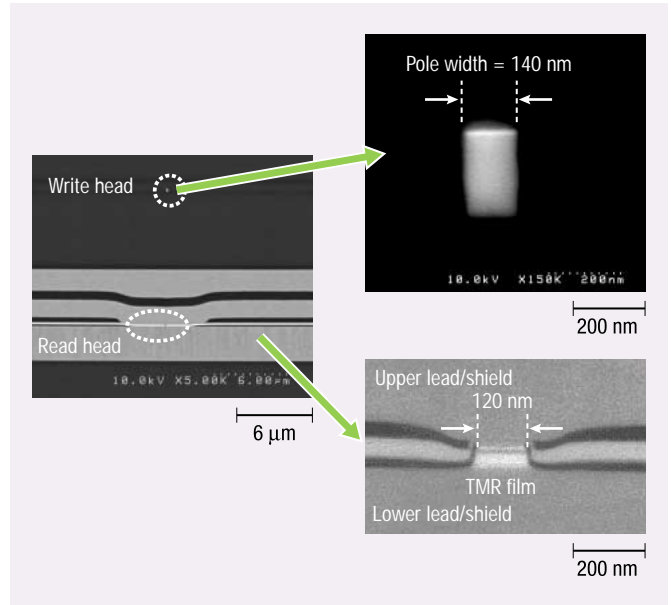 Write head
Read head
10.0kV X5.00K 6.00μm
6 μm
Pole width = 140 nm
10.0kV X150K 200nm
200 nm
Upper lead/shield
120 nm
TMR film
Lower lead/shield
200 nm